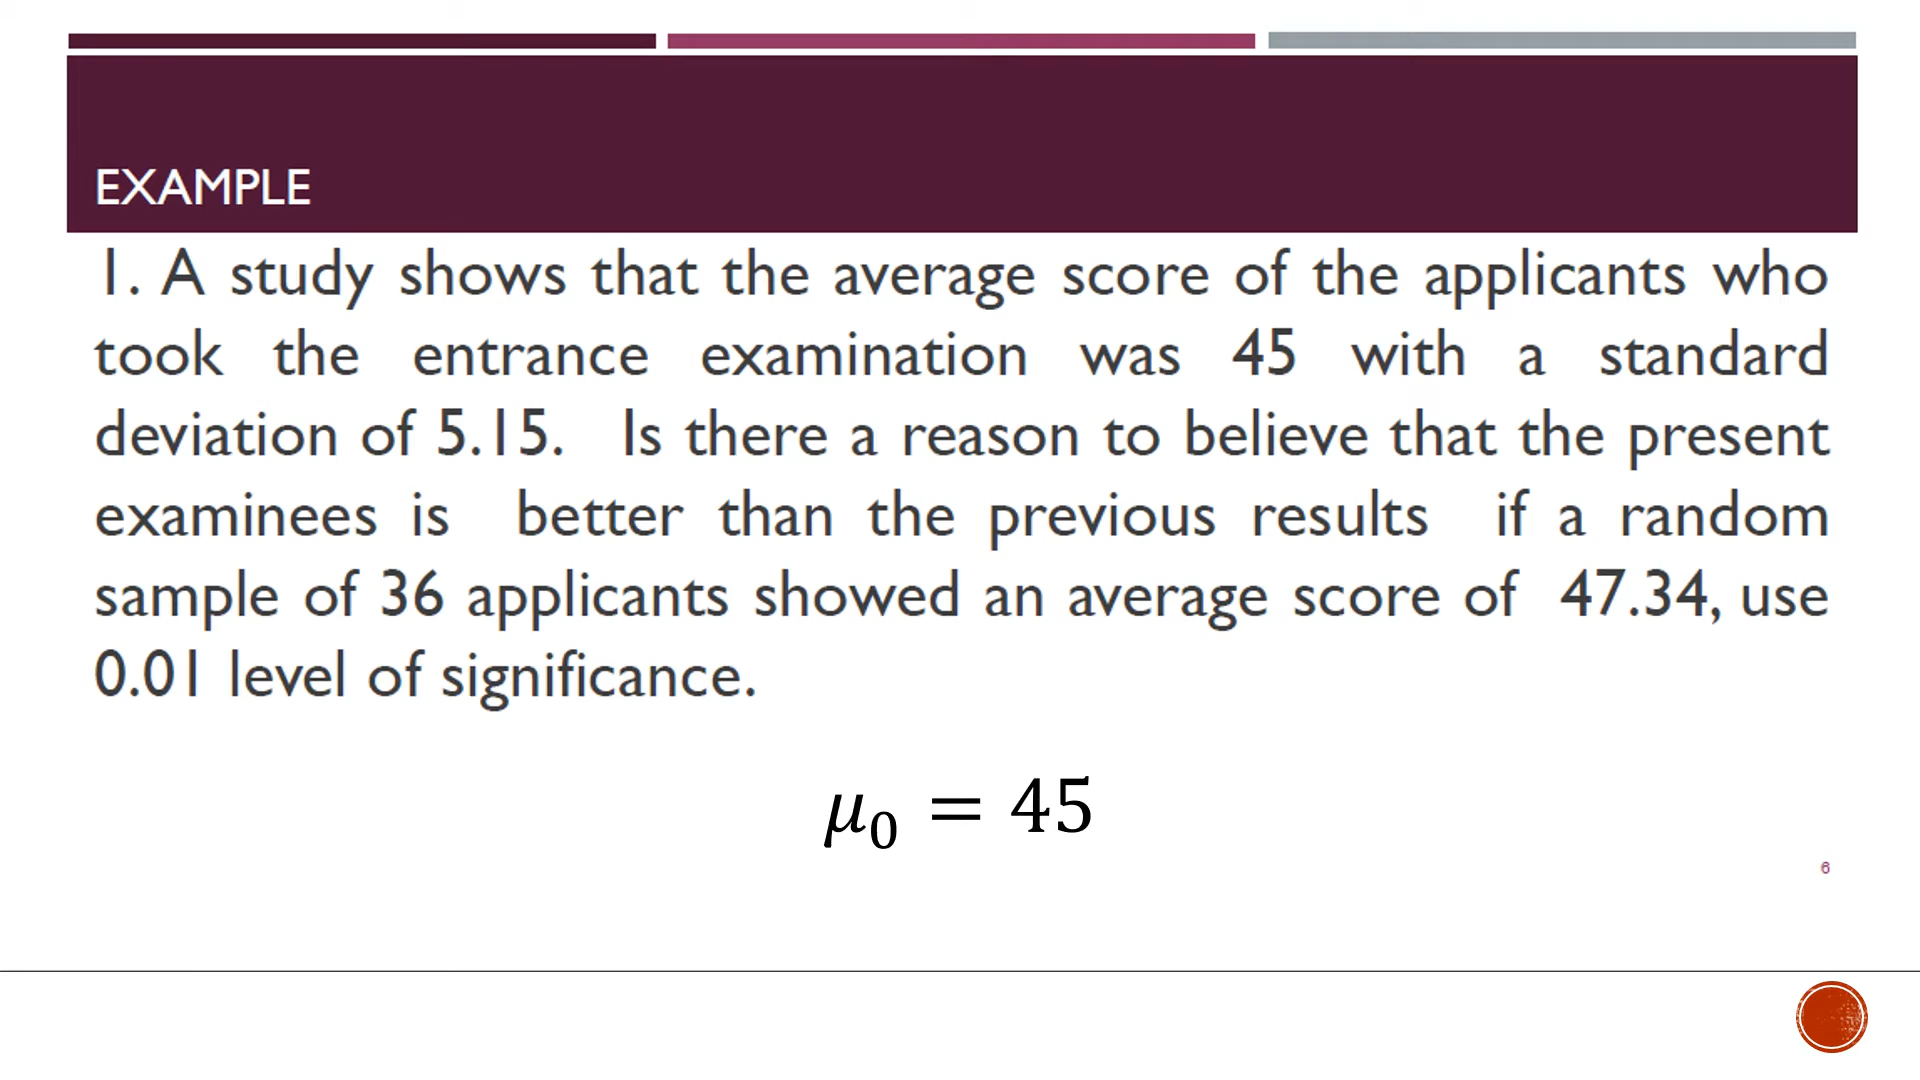 EXAMPLE
1. A study shows that the average score of the applicants who
took the entrance examination was 45 with a standard
deviation of 5.15. Is there a reason to believe that the present
examinees is better than the previous results if a random
sample of 36 applicants showed an average score of 47.34, use
0.01 level of significance.
μ₀ = 45
6